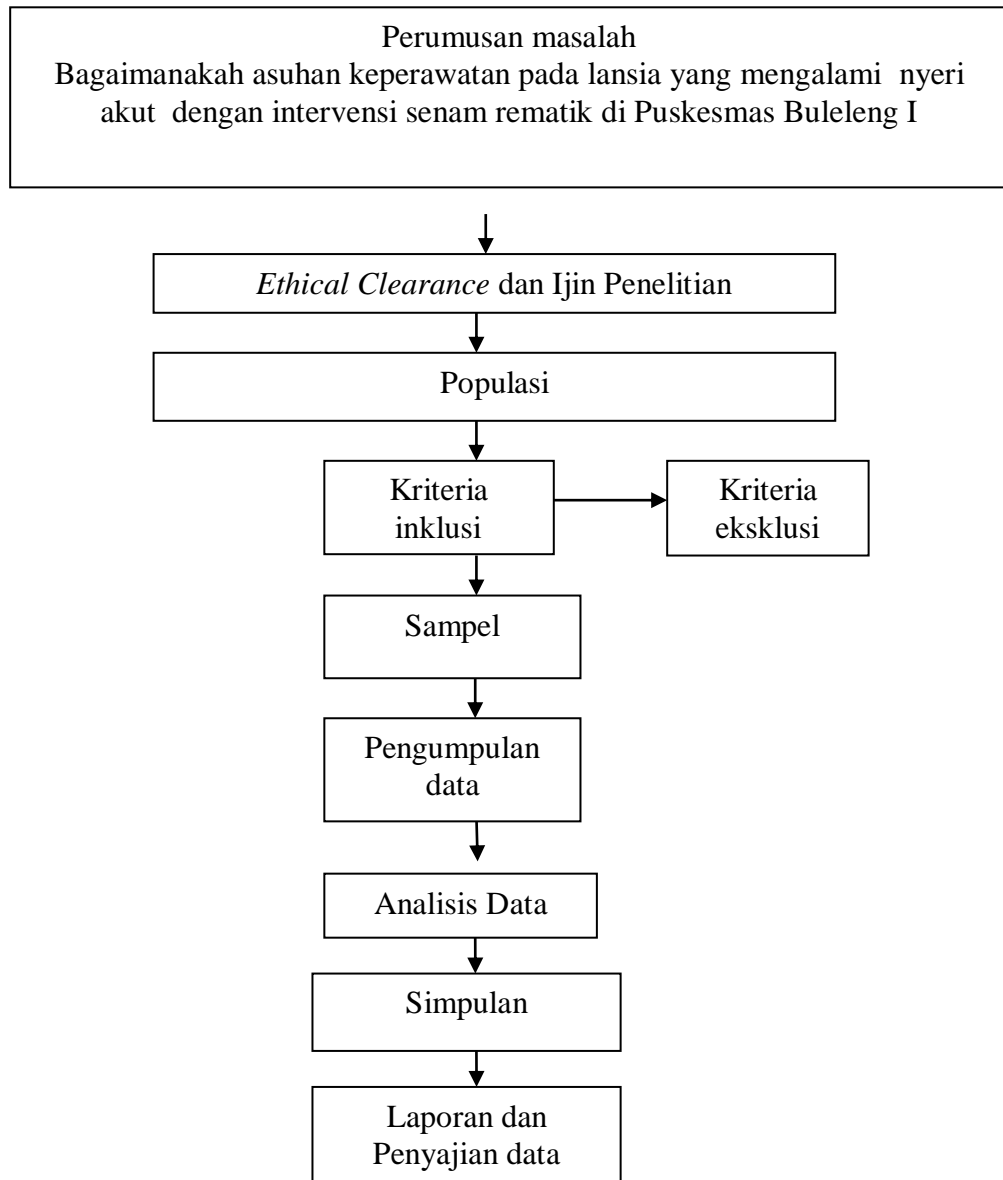 Perumusan masalah
Bagaimanakah asuhan keperawatan pada lansia yang mengalami nyeri
akut dengan intervensi senam rematik di Puskesmas Buleleng I
Ethical Clearance dan Ijin Penelitian
Populasi
Kriteria
inklusi
Kriteria
eksklusi
Sampel
Pengumpulan
data
Analisis Data
Simpulan
Laporan dan
Penyajian data